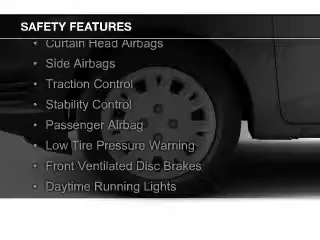 SAFETY FEATURES
• Curtain Head Airbags
• Side Airbags
• Traction Control
• Stability Control
• Passenger Airbag
• Low Tire Pressure Warning
• Front Ventilated Disc Brakes
• Daytime Running Lights